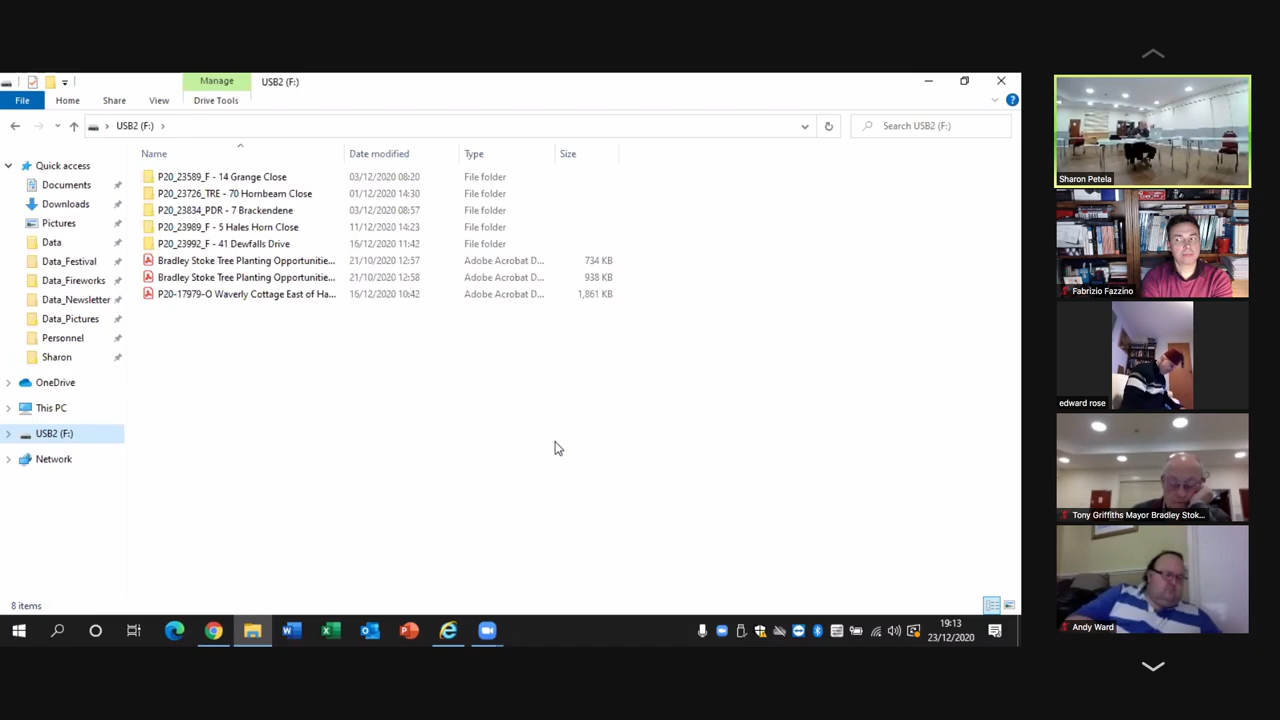 Manage
USB2 (F:)
File
Home
Share
View
Drive Tools
USB2 (F:)
Search USB2 (F:)
Name
Date modified
Type
Size
Quick access
Documents
Downloads
Pictures
Data
Data_Festival
Data_Fireworks
Data_Newsletter
Data_Pictures
Personnel
Sharon
OneDrive
This PC
USB2 (F:)
Network
P20_23589_F - 14 Grange Close 03/12/2020 08:20 File folder
P20_23726_TRE - 70 Hornbeam Close 01/12/2020 14:30 File folder
P20_23834_PDR - 7 Brackendene 03/12/2020 08:57 File folder
P20_23989_F - 5 Hales Horn Close 11/12/2020 14:23 File folder
P20_23992_F - 41 Dewfalls Drive 16/12/2020 11:42 File folder
Bradley Stoke Tree Planting Opportunitie... 21/10/2020 12:57 Adobe Acrobat D... 734 KB
Bradley Stoke Tree Planting Opportunitie... 21/10/2020 12:58 Adobe Acrobat D... 938 KB
P20-17979-O Waverly Cottage East of Ha... 16/12/2020 10:42 Adobe Acrobat D... 1,861 KB
8 items
19:13
23/12/2020
Sharon Petela
Fabrizio Fazzino
edward rose
Tony Griffiths Mayor Bradley Stok...
Andy Ward